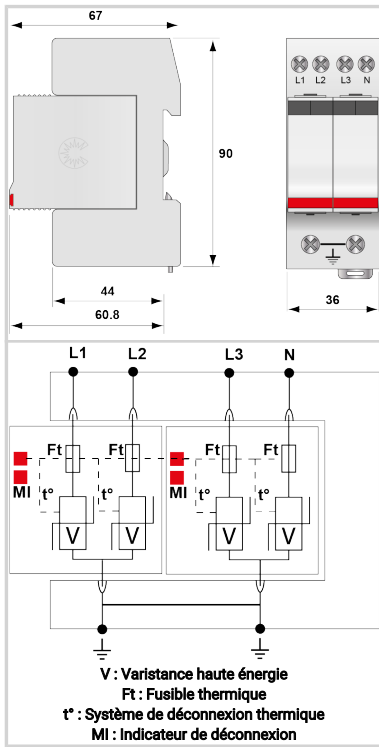 67
L1 L2 L3 N
90
44
60.8
36
L1 L2 L3 N
Ft Ft Ft Ft
MI t° t° MI t° t°
V V V V
V : Varistance haute énergie
Ft : Fusible thermique
t° : Système de déconnexion thermique
MI : Indicateur de déconnexion